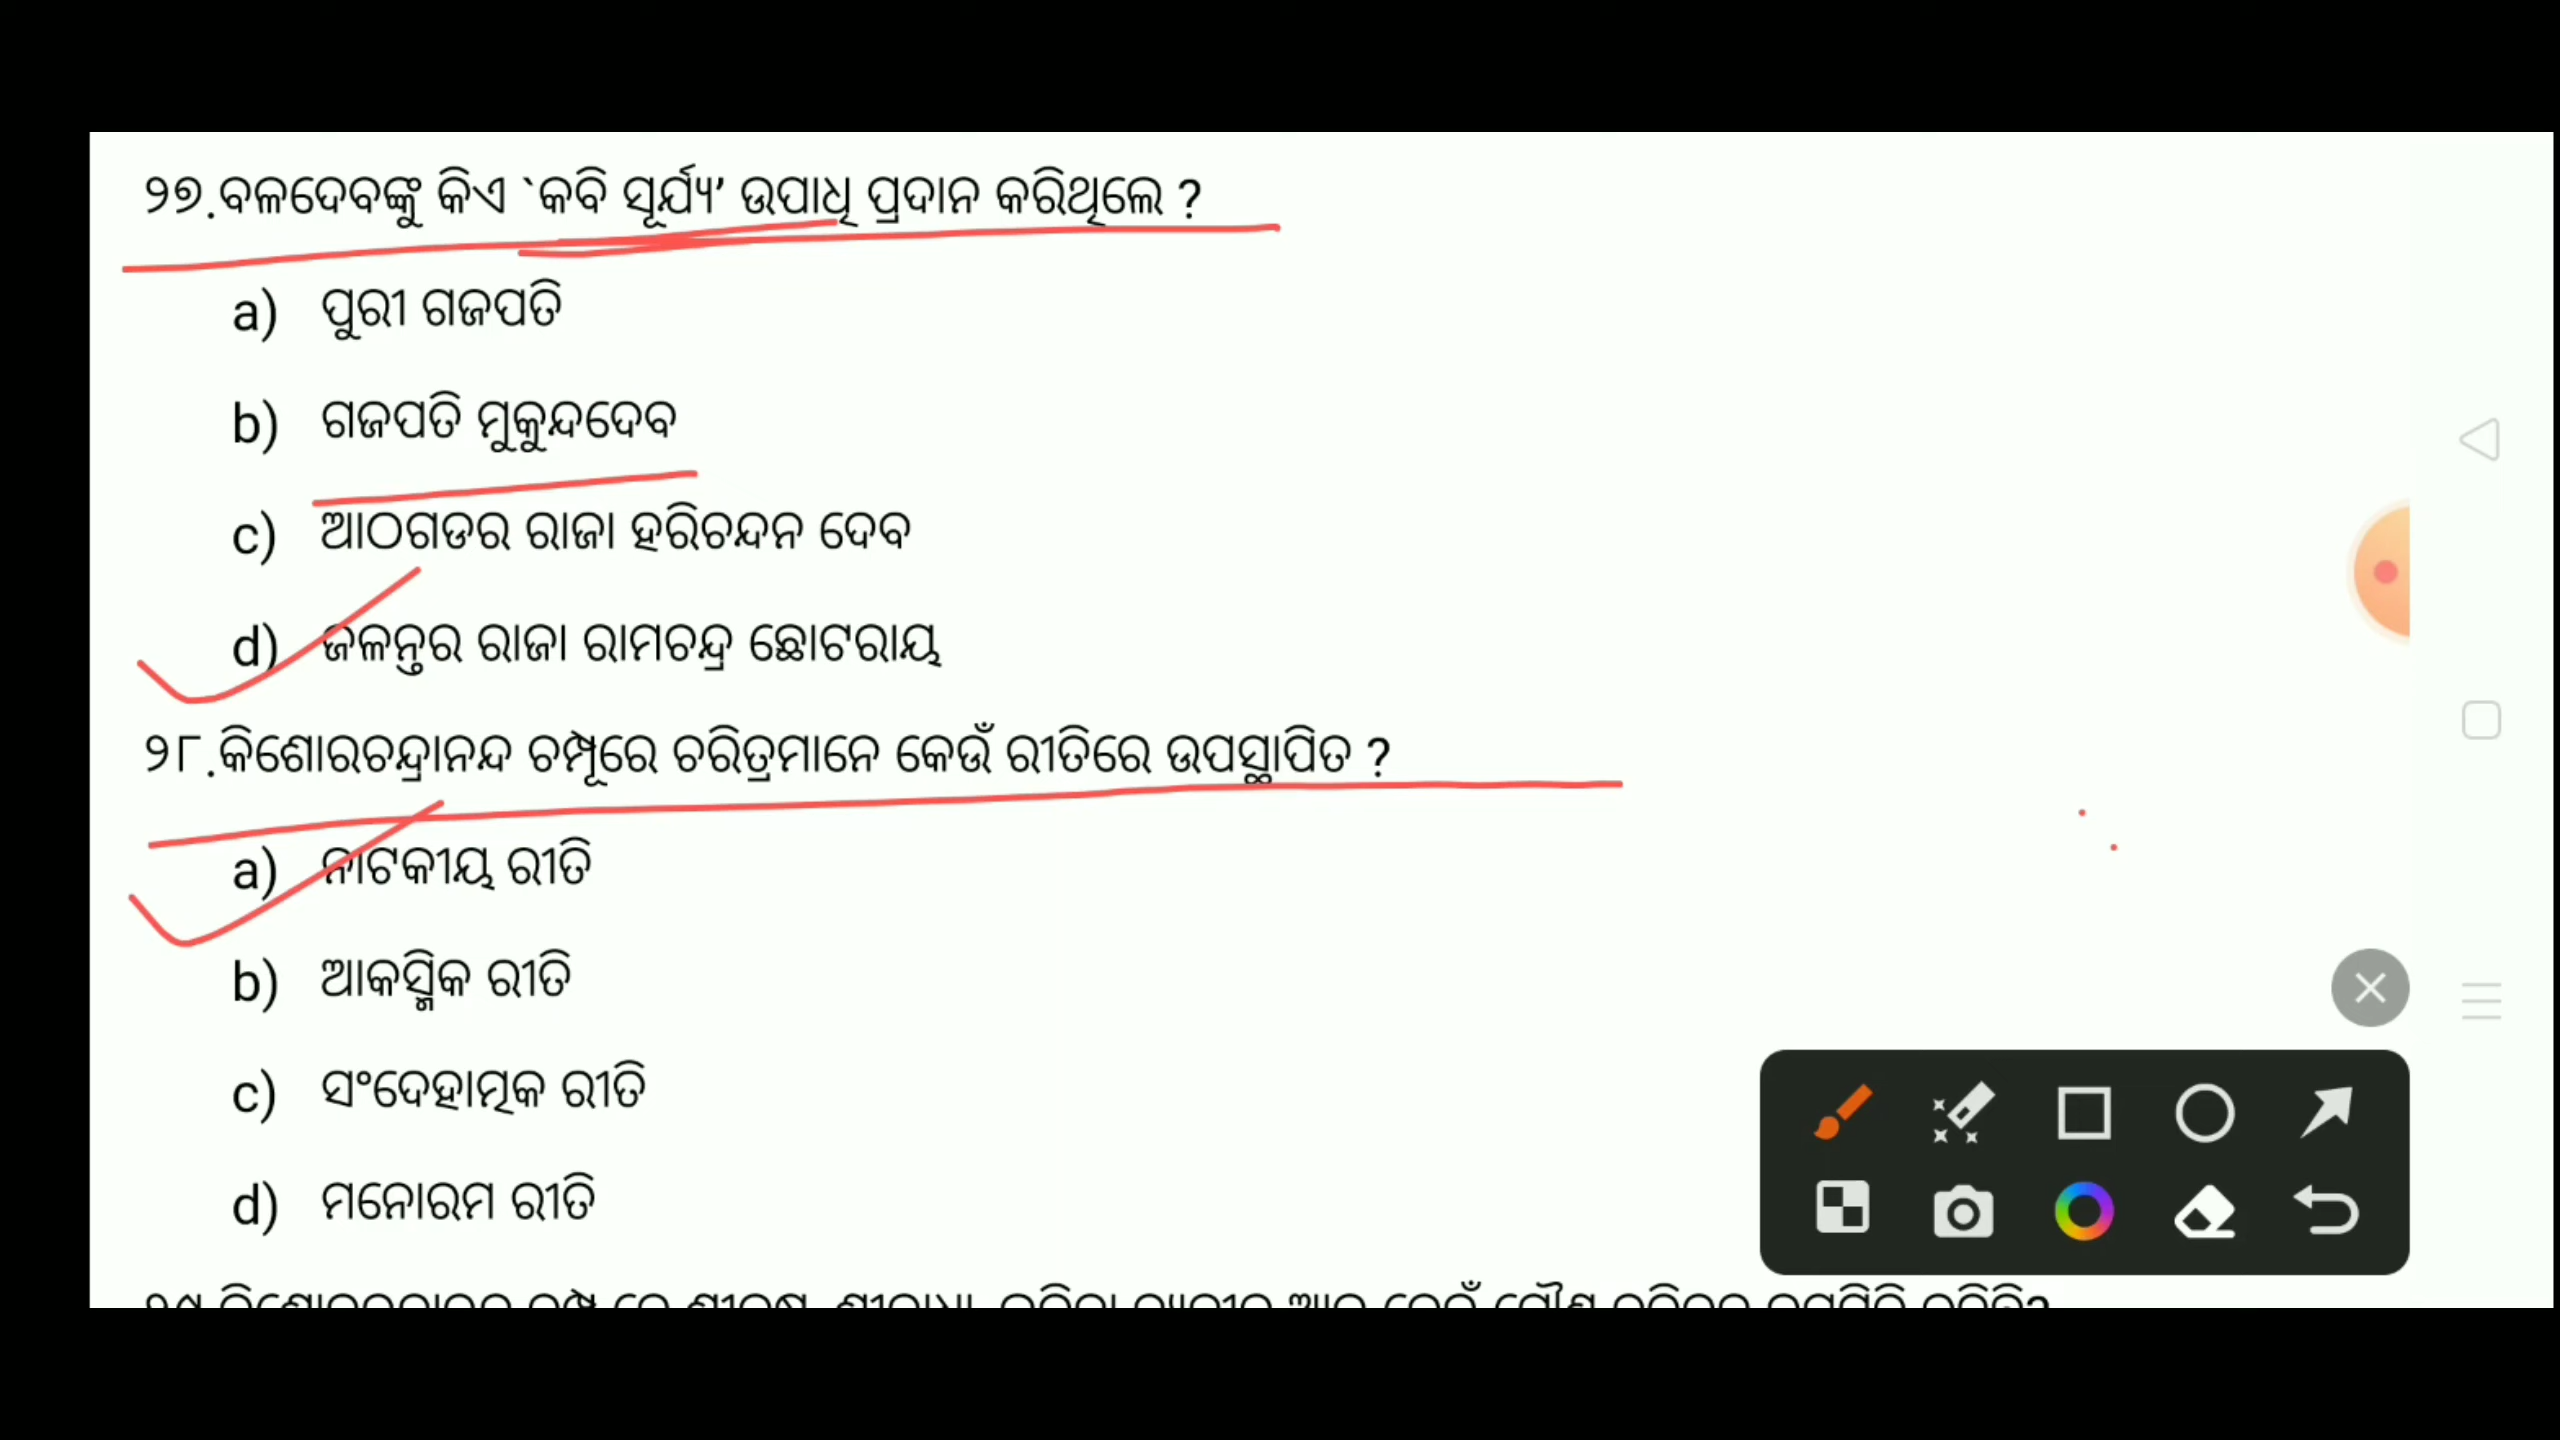 ୨୭.ବଳଦେବଙ୍କୁ କିଏ `କବି ସୂର୍ଯ୍ୟ’ ଉପାଧି ପ୍ରଦାନ କରିଥିଲେ ?
a) ପୁରୀ ଗଜପତି
b) ଗଜପତି ମୁକୁନ୍ଦଦେବ
c) ଆଠଗଡର ରାଜା ହରିଚନ୍ଦନ ଦେବ
d) ଜଳନ୍ତର ରାଜା ରାମଚନ୍ଦ୍ର ଛୋଟରାୟ
୨୮.କିଶୋରଚନ୍ଦ୍ରାନନ୍ଦ ଚମ୍ପୂରେ ଚରିତ୍ରମାନେ କେଉଁ ରୀତିରେ ଉପସ୍ଥାପିତ ?
a) ନାଟକୀୟ ରୀତି
b) ଆକସ୍ମିକ ରୀତି
c) ସଂଦେହାତ୍ମକ ରୀତି
d) ମନୋରମ ରୀତି